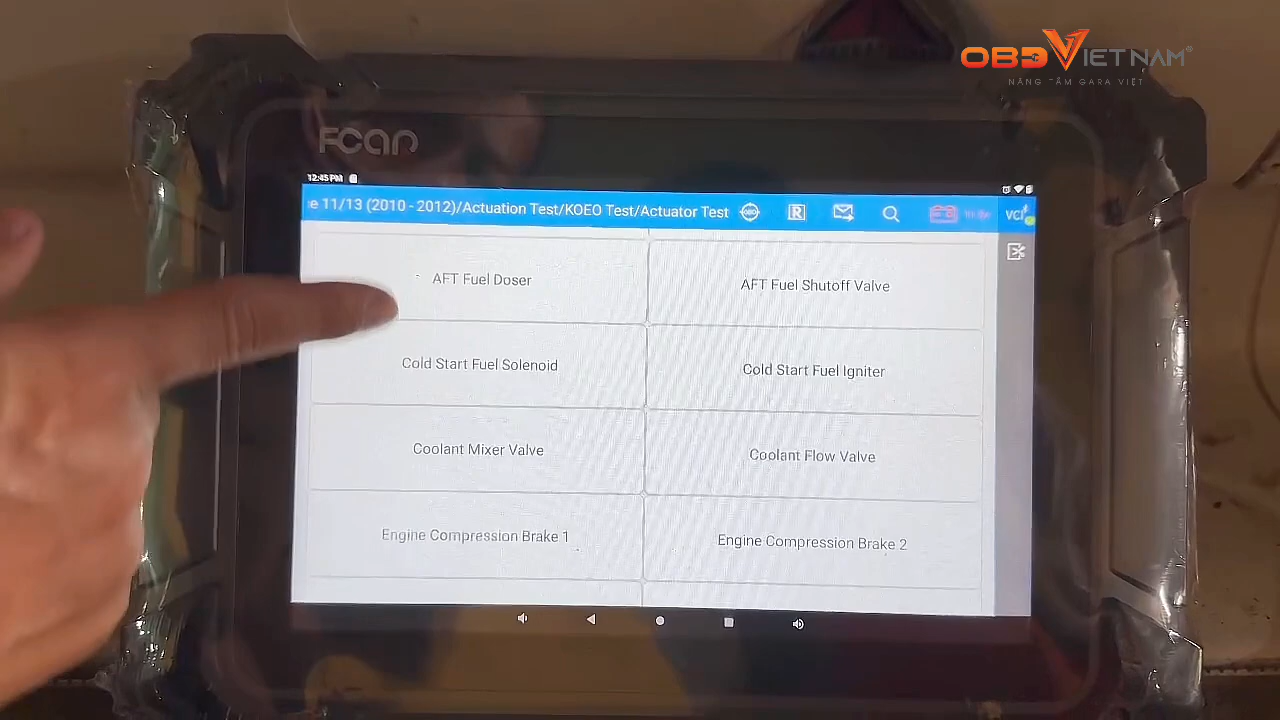 OBDVIETNAM®
NÂNG TẦM GARA VIỆT
Fcar
12:45 PM
e 11/13 (2010 - 2012)/Actuation Test/KOEO Test/Actuator Test
R
VCI
AFT Fuel Doser
AFT Fuel Shutoff Valve
Cold Start Fuel Solenoid
Cold Start Fuel Igniter
Coolant Mixer Valve
Coolant Flow Valve
Engine Compression Brake 1
Engine Compression Brake 2